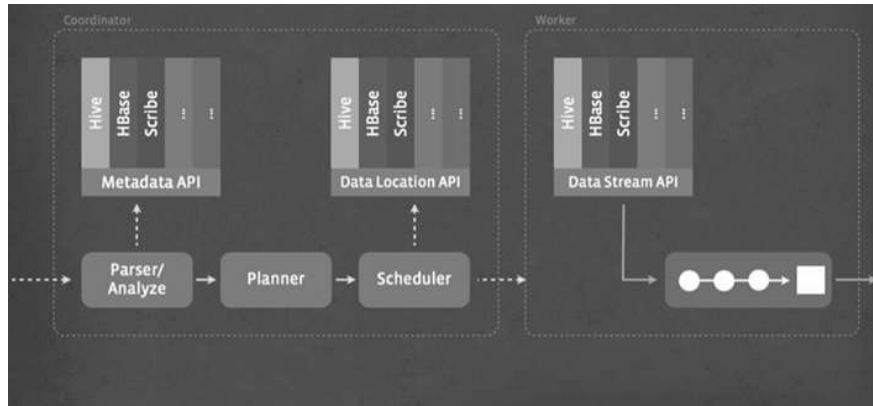 Coordinator
Worker
Hive
HBase
Scribe
...
...
Metadata API
Hive
HBase
Scribe
...
...
Data Location API
Hive
HBase
Scribe
...
...
Data Stream API
Parser/
Analyze
Planner
Scheduler